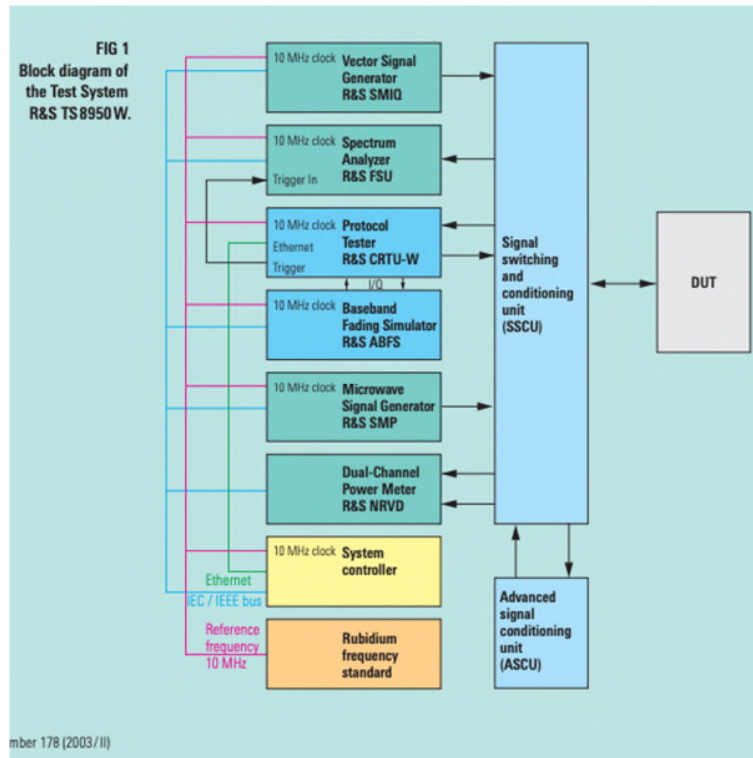 FIG 1
Block diagram of
the Test System
R&S TS8950W.
10 MHz clock
Vector Signal
Generator
R&S SMIQ
10 MHz clock
Spectrum
Analyzer
R&S FSU
Trigger In
10 MHz clock
Ethernet
Trigger
Protocol
Tester
R&S CRTU-W
I/Q
10 MHz clock
Baseband
Fading Simulator
R&S ABFS
10 MHz clock
Microwave
Signal Generator
R&S SMP
Dual-Channel
Power Meter
R&S NRVD
10 MHz clock
System
controller
Ethernet
IEC / IEEE bus
Reference
frequency
10 MHz
Rubidium
frequency
standard
Signal
switching
and
conditioning
unit
(SSCU)
DUT
Advanced
signal
conditioning
unit
(ASCU)
mber 178 (2003/II)